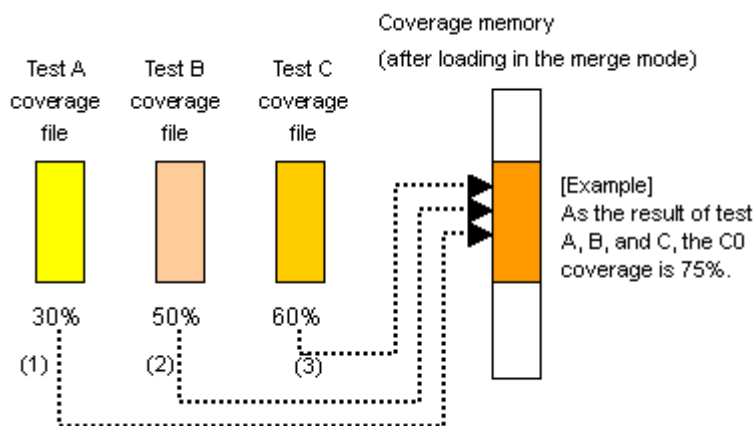 Coverage memory
(after loading in the merge mode)
Test A
coverage
file
Test B
coverage
file
Test C
coverage
file
[Example]
As the result of test
A, B, and C, the C0
coverage is 75%.
30%
50%
60%
(1)
(2)
(3)